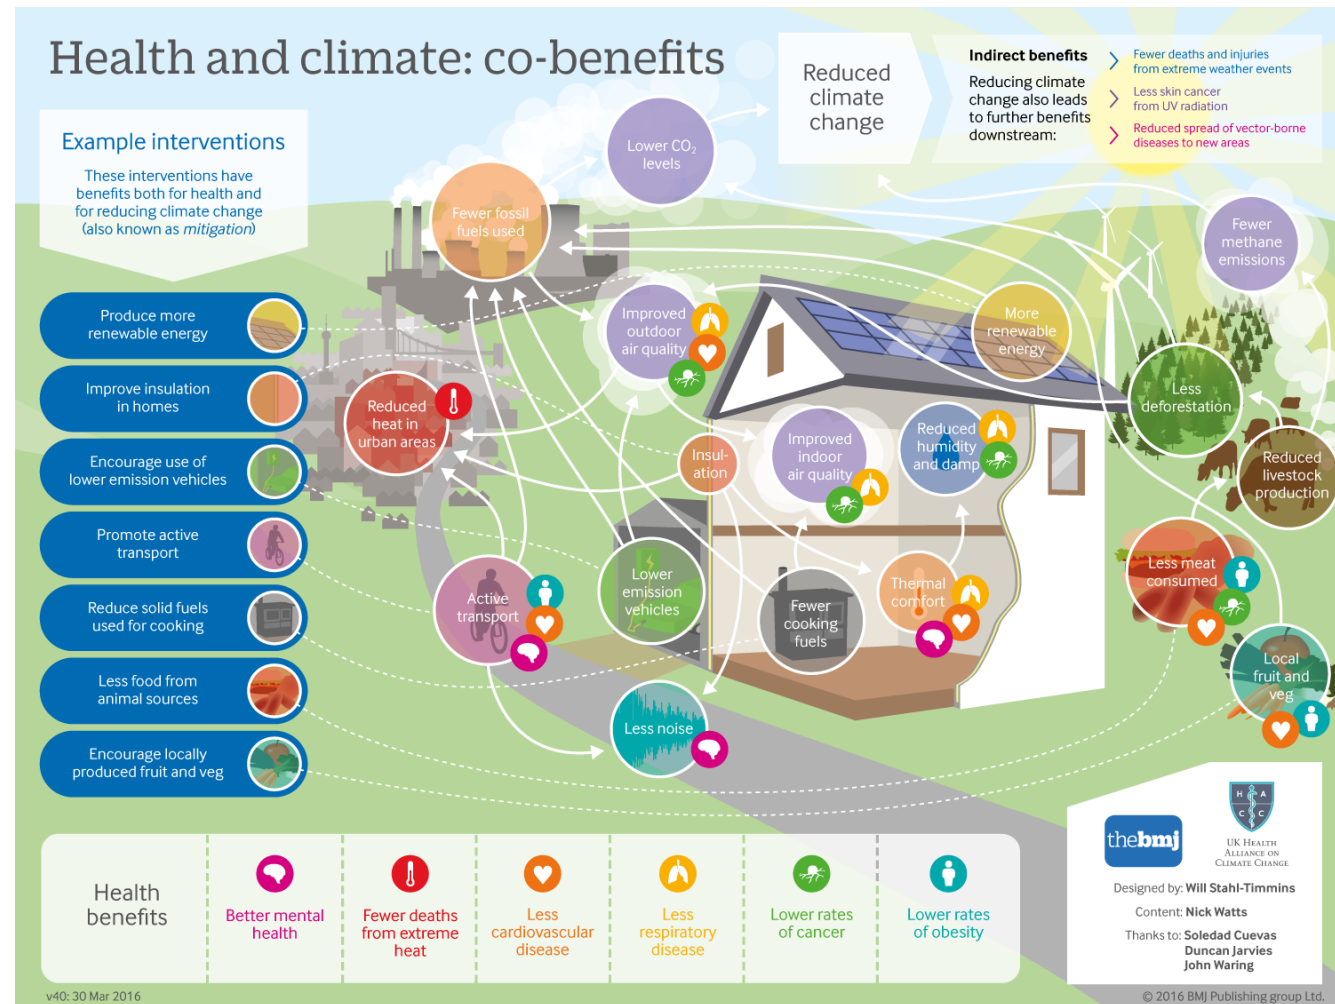 Health and climate: co-benefits
Reduced
climate
change
Indirect benefits
Reducing climate
change also leads
to further benefits
downstream:
Fewer deaths and injuries
from extreme weather events
Less skin cancer
from UV radiation
Reduced spread of vector-borne
diseases to new areas
Example interventions
These interventions have
benefits both for health and
for reducing climate change
(also known as mitigation)
Produce more
renewable energy
Improve insulation
in homes
Encourage use of
lower emission vehicles
Promote active
transport
Reduce solid fuels
used for cooking
Less food from
animal sources
Encourage locally
produced fruit and veg
Lower CO₂
levels
Fewer fossil
fuels used
Fewer
methane
emissions
Improved
outdoor
air quality
More
renewable
energy
Reduced
heat in
urban areas
Less
deforestation
Insul-
ation
Improved
indoor
air quality
Reduced
humidity
and damp
Reduced
livestock
production
Active
transport
Lower
emission
vehicles
Fewer
cooking
fuels
Thermal
comfort
Less meat
consumed
Local
fruit and
veg
Less noise
Health
benefits
Better mental
health
Fewer deaths
from extreme
heat
Less
cardiovascular
disease
Less
respiratory
disease
Lower rates
of cancer
Lower rates
of obesity
thebmj
H A
C C
UK HEALTH
ALLIANCE ON
CLIMATE CHANGE
Designed by: Will Stahl-Timmins
Content: Nick Watts
Thanks to: Soledad Cuevas
Duncan Jarvies
John Waring
v40: 30 Mar 2016
© 2016 BMJ Publishing group Ltd.